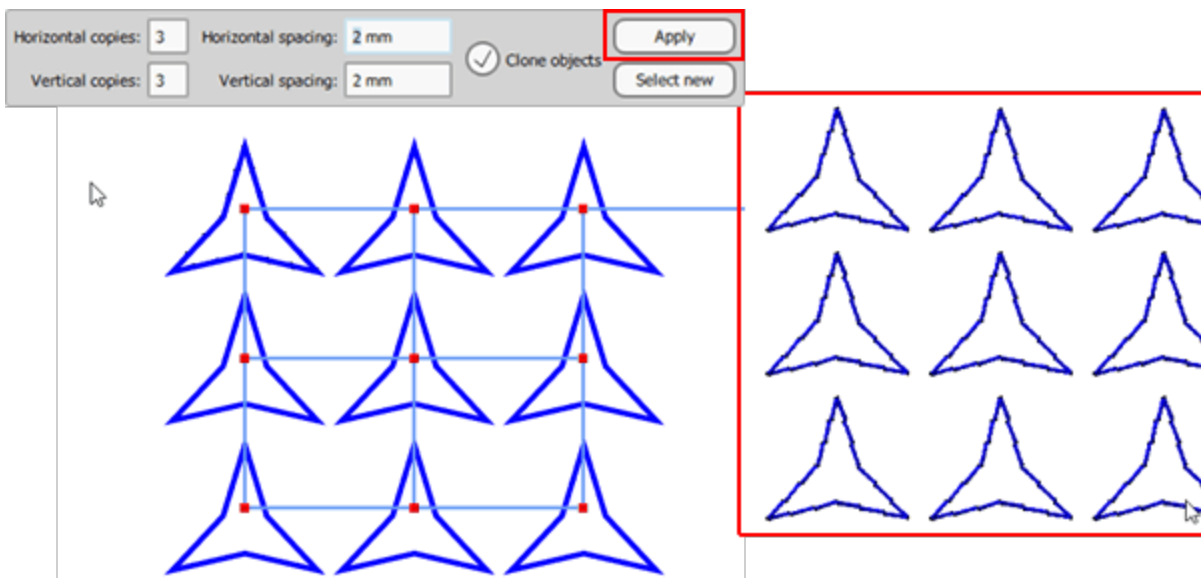 Horizontal copies: 3 Horizontal spacing: 2 mm Apply
Clone objects
Vertical copies: 3 Vertical spacing: 2 mm Select new